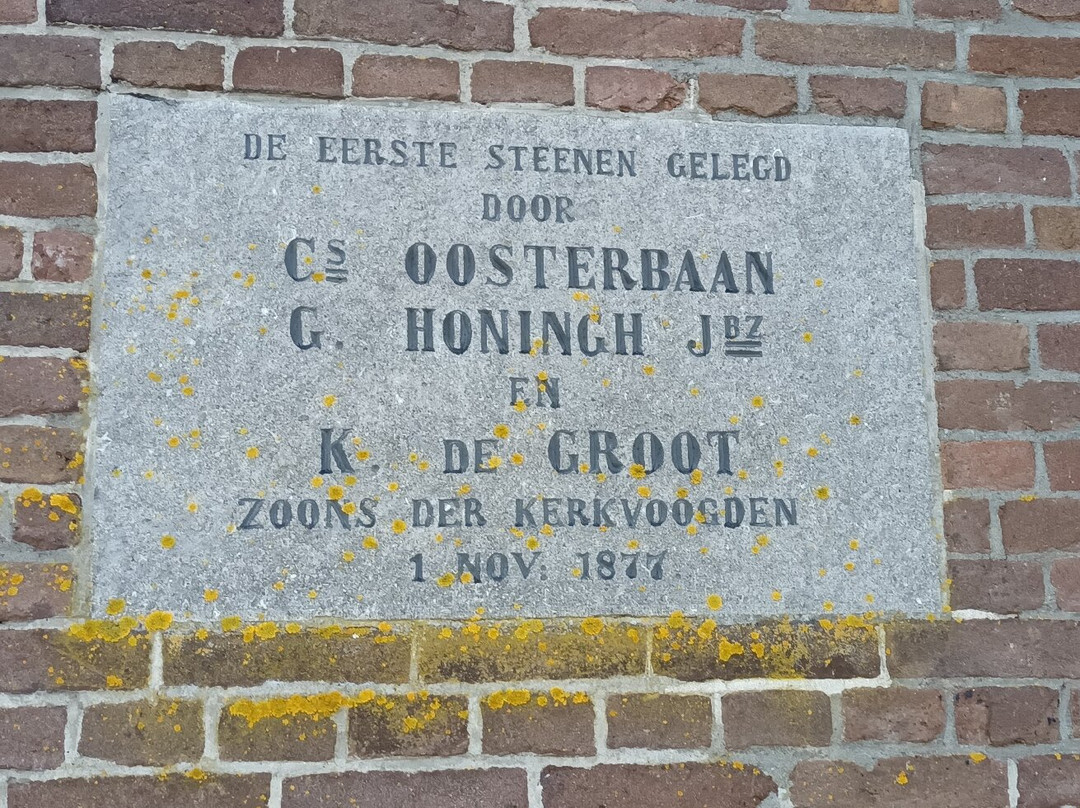 DE EERSTE STEENEN GELEGD
DOOR
Cs OOSTERBAAN
G. HONINGH JBZ
EN
K. DE GROOT
ZOONS DER KERKVOOGDEN
1 NOV: 1877.